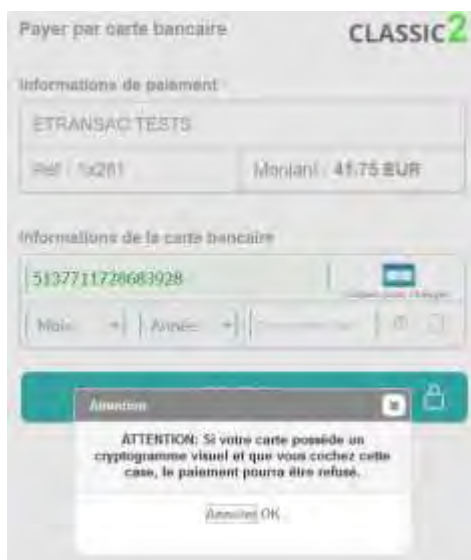 Payer par carte bancaire
CLASSIC2
Informations de paiement
ETRANSAC TESTS
Réf : 1x281
Montant : 41.75 EUR
Informations de la carte bancaire
5137711728683928
Mois
Année
Attention
ATTENTION: Si votre carte possède un
cryptogramme visuel et que vous cochez cette
case, le paiement pourra être refusé.
Annuler OK